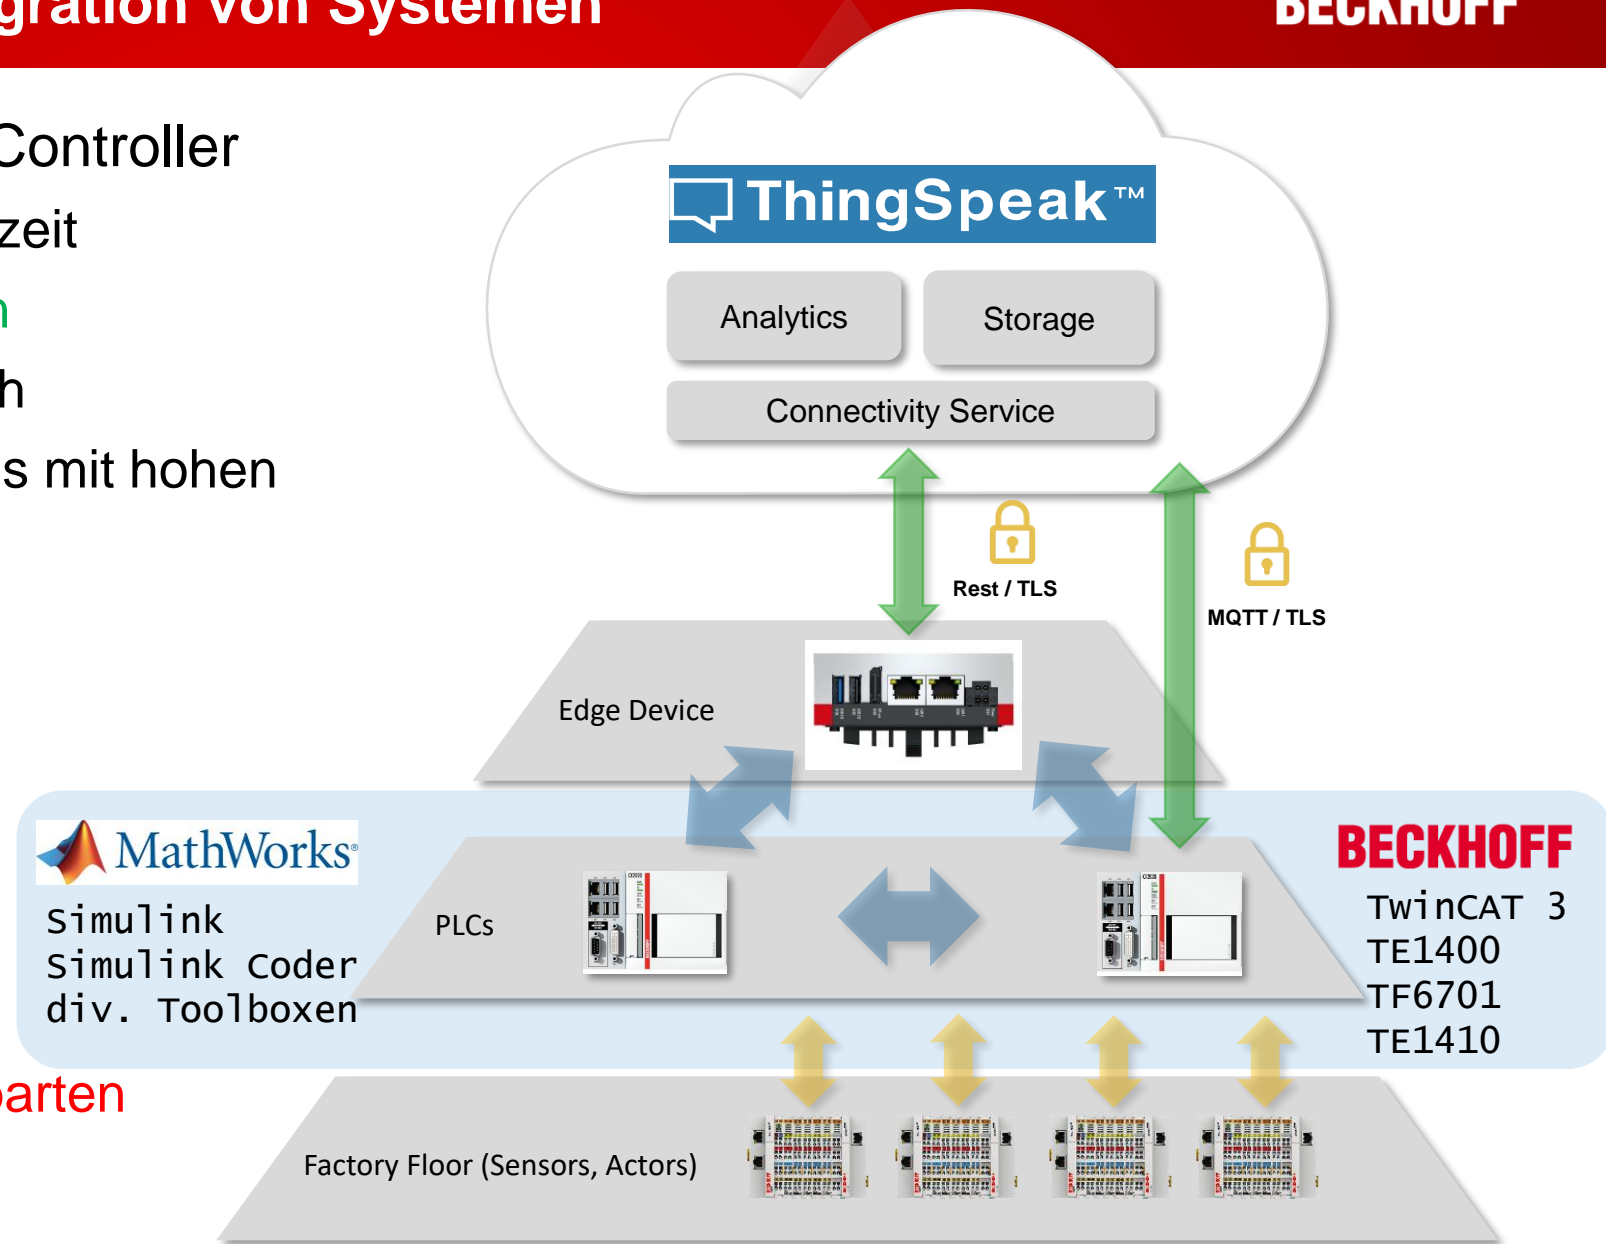 gration von Systemen
BECKHOFF
Controller
zeit
n
h
s mit hohen
arten
ThingSpeak™
Analytics
Storage
Connectivity Service
Rest / TLS
MQTT / TLS
Edge Device
MathWorks®
Simulink
Simulink Coder
div. Toolboxen
PLCs
BECKHOFF
TwinCAT 3
TE1400
TF6701
TE1410
Factory Floor (Sensors, Actors)